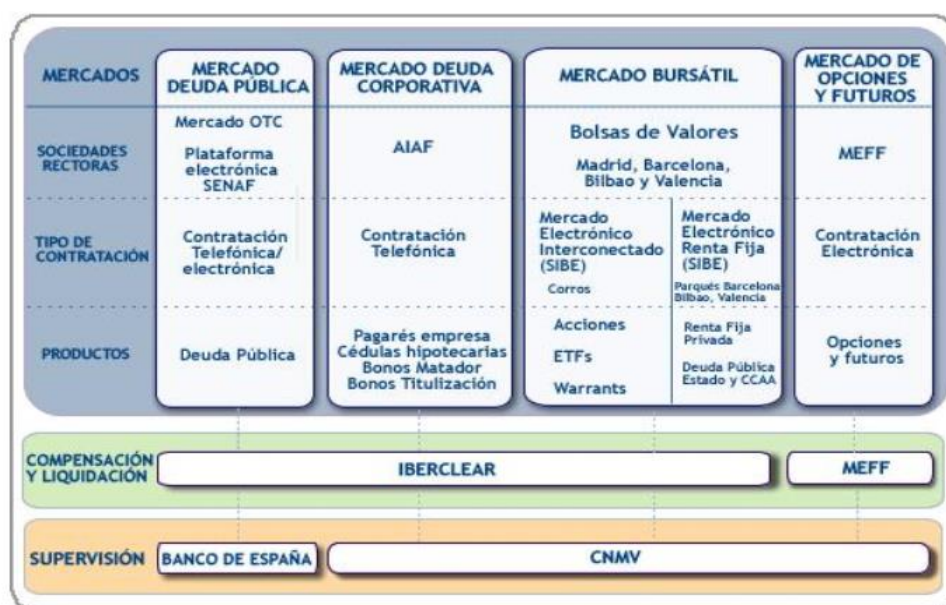 MERCADOS
MERCADO
DEUDA PÚBLICA
MERCADO DEUDA
CORPORATIVA
MERCADO BURSÁTIL
MERCADO DE
OPCIONES
Y FUTUROS
SOCIEDADES
RECTORAS
Mercado OTC
Plataforma
electrónica
SENAF
AIAF
Bolsas de Valores
Madrid, Barcelona,
Bilbao y Valencia
MEFF
TIPO DE
CONTRATACIÓN
Contratación
Telefónica/
electrónica
Contratación
Telefónica
Mercado
Electrónico
Interconectado
(SIBE)
Corros
Mercado
Electrónico
Renta Fija
(SIBE)
Parqués Barcelona
Bilbao, Valencia
Contratación
Electrónica
PRODUCTOS
Deuda Pública
Pagarés empresa
Cédulas hipotecarias
Bonos Matador
Bonos Titulización
Acciones
ETFs
Warrants
Renta Fija
Privada
Deuda Pública
Estado y CCAA
Opciones
y futuros
COMPENSACIÓN
Y LIQUIDACIÓN
IBERCLEAR
MEFF
SUPERVISIÓN
BANCO DE ESPAÑA
CNMV